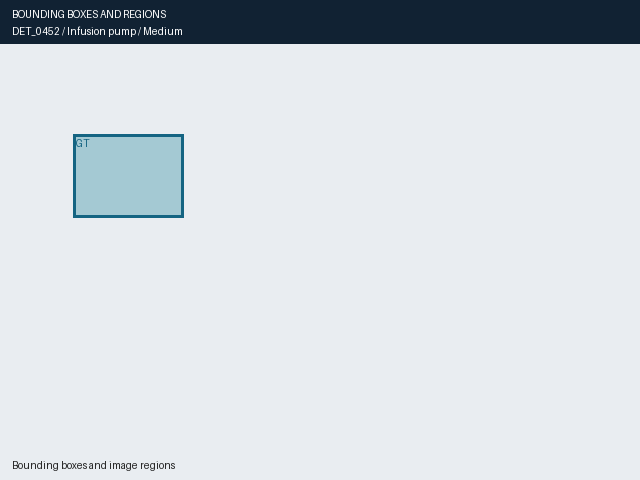 BOUNDING BOXES AND REGIONS
DET_0452 / Infusion pump / Medium
GT
Bounding boxes and image regions